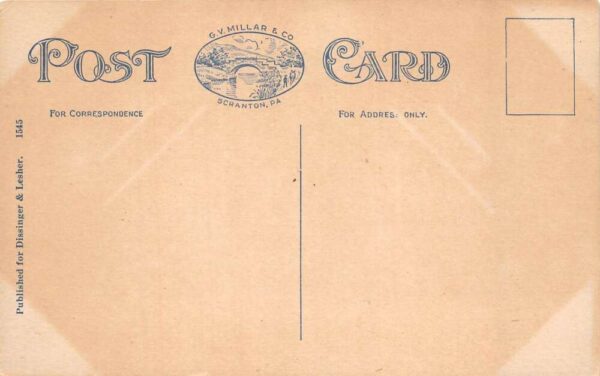 G.V. MILLAR & CO
POST CARD
SCRANTON, PA
FOR CORRESPONDENCE
FOR ADDRES: ONLY.
Published for Dissinger & Lesher. 1545